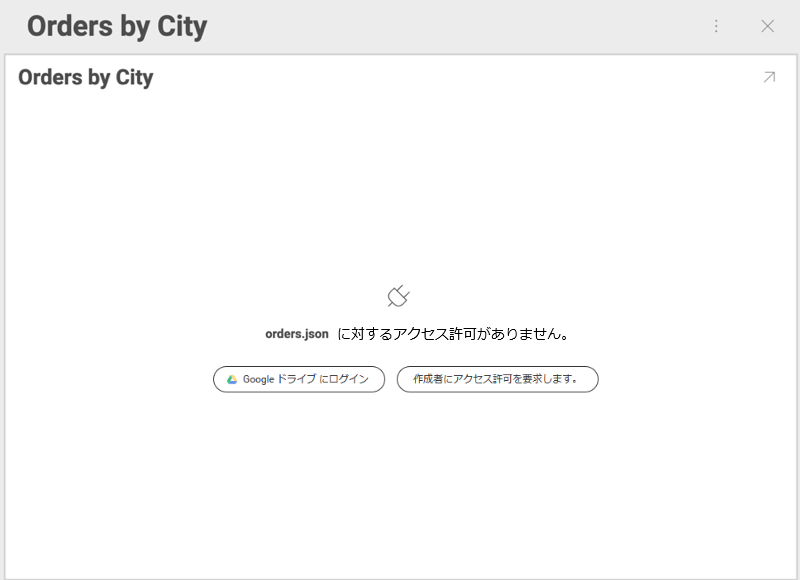 Orders by City
Orders by City
orders.json に対するアクセス許可がありません。
Google ドライブ にログイン
作成者にアクセス許可を要求します。